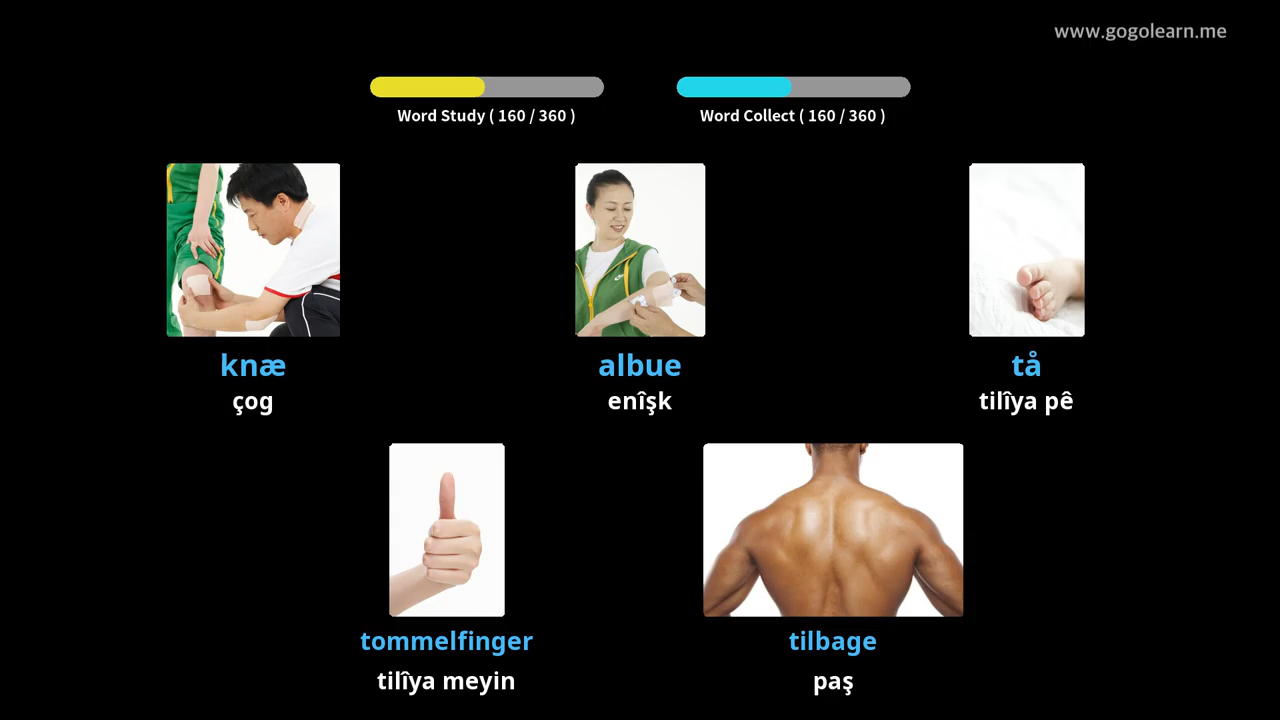 www.gogolearn.me
Word Study ( 160 / 360 )
Word Collect ( 160 / 360 )
knæ
çog
albue
enîşk
tå
tilîya pê
tommelfinger
tilîya meyin
tilbage
paş